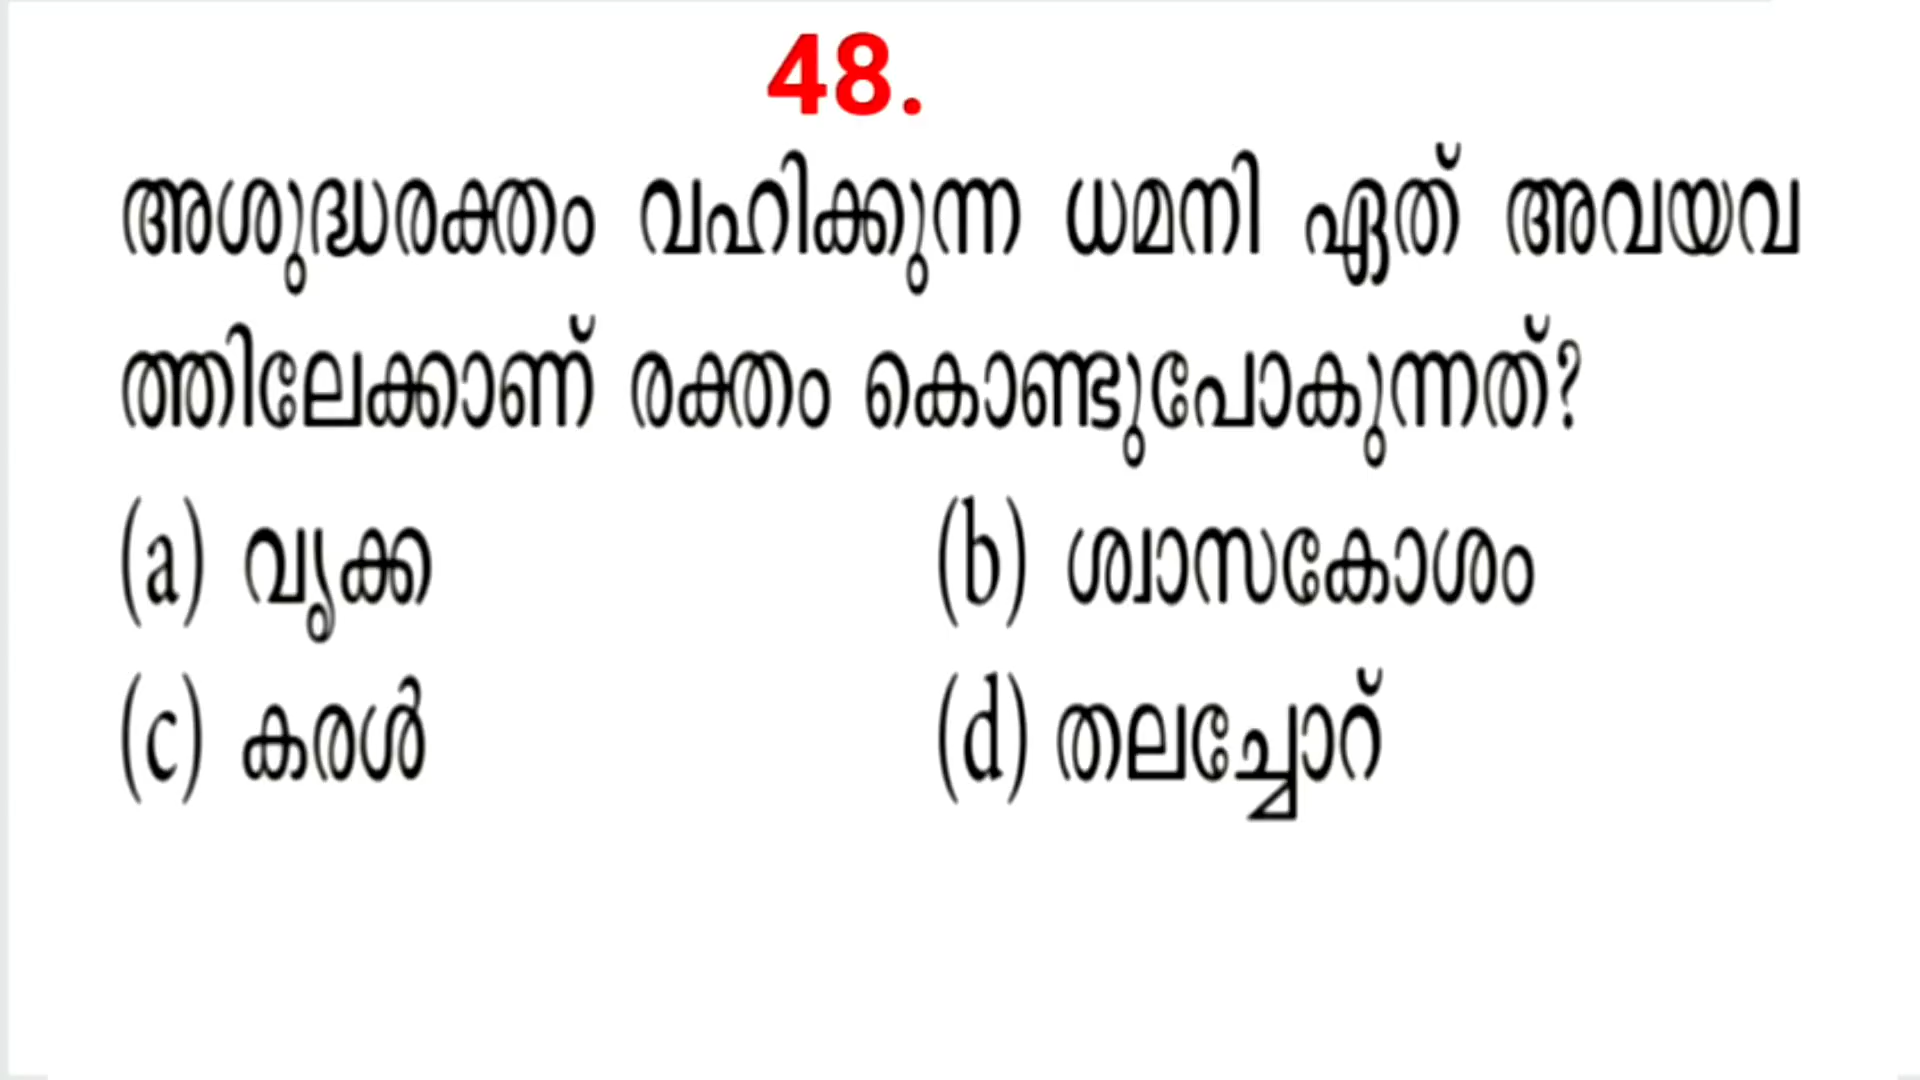 48.
അശുദ്ധരക്തം വഹിക്കുന്ന ധമനി ഏത് അവയവ
ത്തിലേക്കാണ് രക്തം കൊണ്ടുപോകുന്നത്?
(a) വൃക്ക (b) ശ്വാസകോശം
(c) കരൾ (d) തലച്ചോറ്